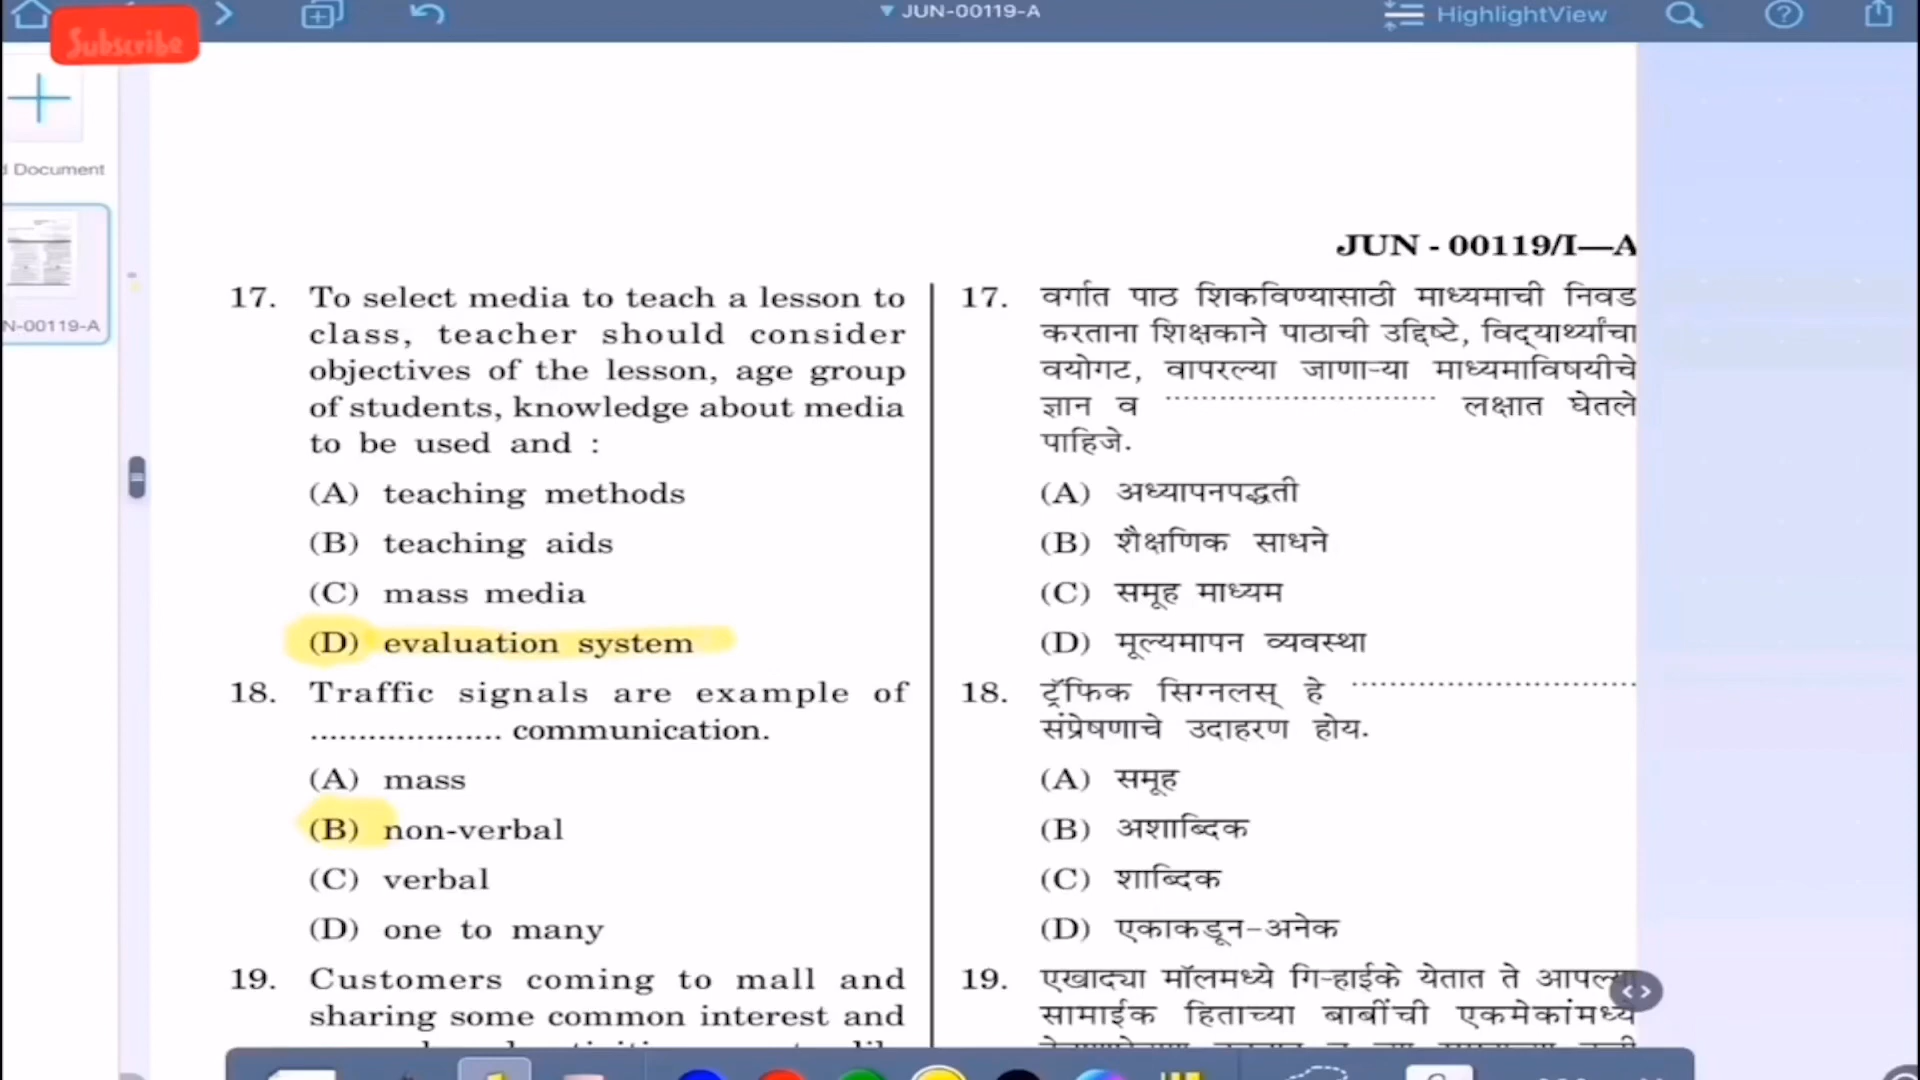 JUN-00119-A
HighlightView
Subscribe
Document
N-00119-A
JUN - 00119/I—A
17. To select media to teach a lesson to
class, teacher should consider
objectives of the lesson, age group
of students, knowledge about media
to be used and :
(A) teaching methods
(B) teaching aids
(C) mass media
(D) evaluation system
18. Traffic signals are example of
.................... communication.
(A) mass
(B) non-verbal
(C) verbal
(D) one to many
19. Customers coming to mall and
sharing some common interest and
17. वर्गात पाठ शिकविण्यासाठी माध्यमाची निवड
करताना शिक्षकाने पाठाची उद्दिष्टे, विद्यार्थ्यांचा
वयोगट, वापरल्या जाणाऱ्या माध्यमाविषयीचे
ज्ञान व ............................ लक्षात घेतले
पाहिजे.
(A) अध्यापनपद्धती
(B) शैक्षणिक साधने
(C) समूह माध्यम
(D) मूल्यमापन व्यवस्था
18. ट्रॅफिक सिग्नलस् हे ..............................
संप्रेषणाचे उदाहरण होय.
(A) समूह
(B) अशाब्दिक
(C) शाब्दिक
(D) एकाकडून-अनेक
19. एखाद्या मॉलमध्ये गिऱ्हाईके येतात ते आपल्या
सामाईक हिताच्या बाबींची एकमेकांमध्ये